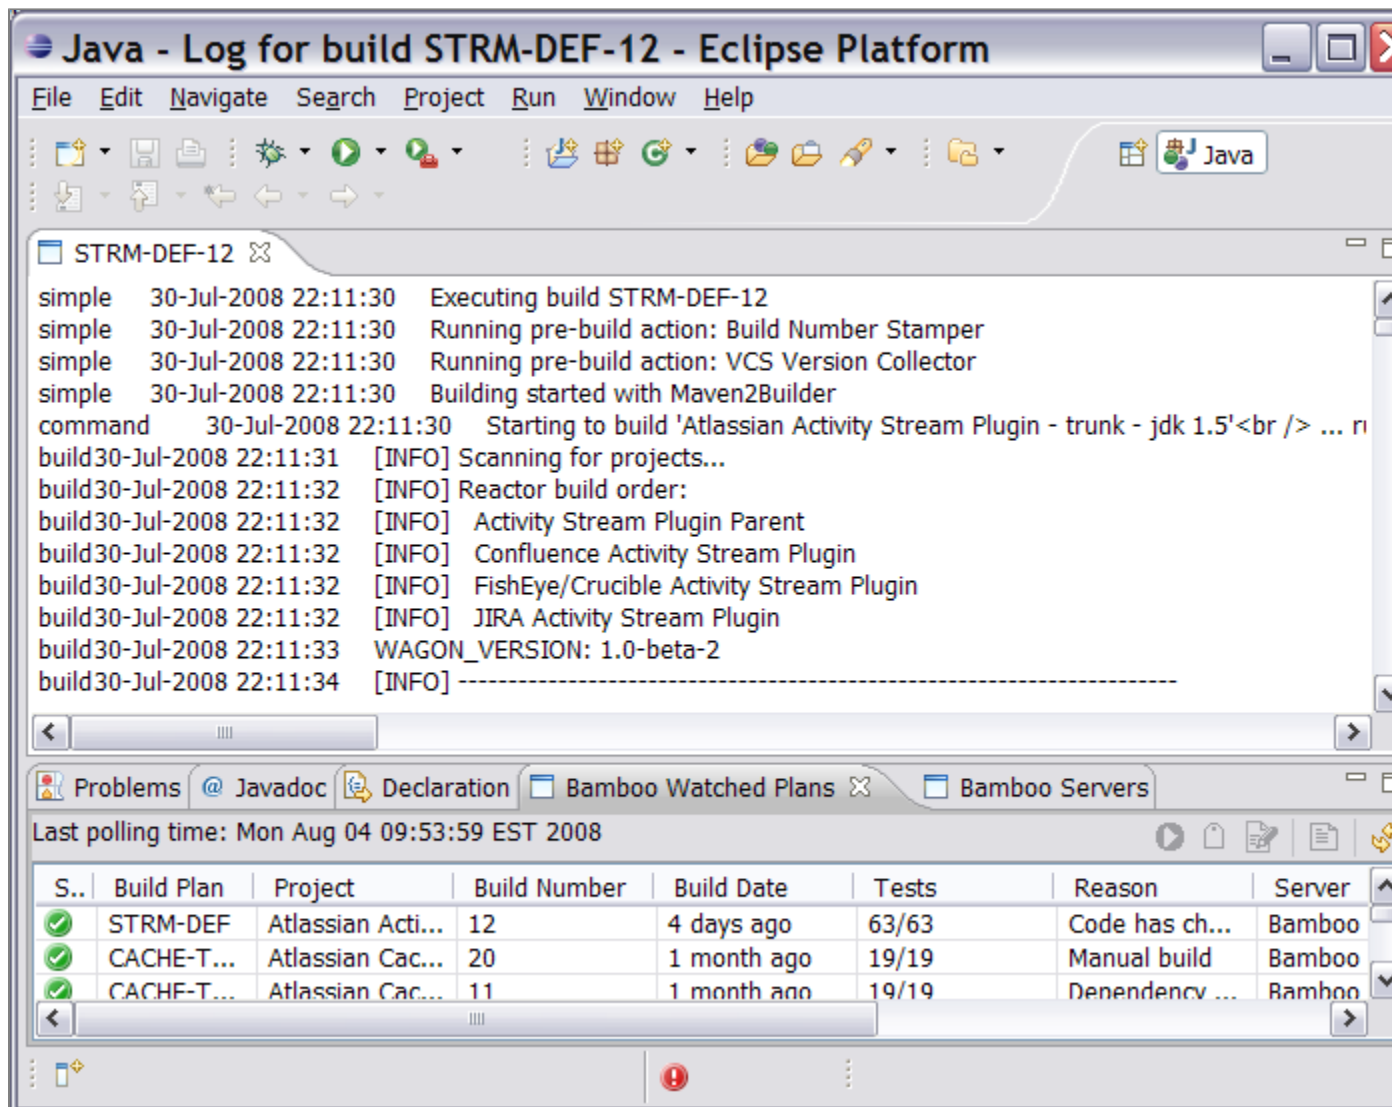 Java - Log for build STRM-DEF-12 - Eclipse Platform
File Edit Navigate Search Project Run Window Help
Java
STRM-DEF-12
simple 30-Jul-2008 22:11:30 Executing build STRM-DEF-12
simple 30-Jul-2008 22:11:30 Running pre-build action: Build Number Stamper
simple 30-Jul-2008 22:11:30 Running pre-build action: VCS Version Collector
simple 30-Jul-2008 22:11:30 Building started with Maven2Builder
command 30-Jul-2008 22:11:30 Starting to build 'Atlassian Activity Stream Plugin - trunk - jdk 1.5'<br /> ...
build30-Jul-2008 22:11:31 [INFO] Scanning for projects...
build30-Jul-2008 22:11:32 [INFO] Reactor build order:
build30-Jul-2008 22:11:32 [INFO] Activity Stream Plugin Parent
build30-Jul-2008 22:11:32 [INFO] Confluence Activity Stream Plugin
build30-Jul-2008 22:11:32 [INFO] FishEye/Crucible Activity Stream Plugin
build30-Jul-2008 22:11:32 [INFO] JIRA Activity Stream Plugin
build30-Jul-2008 22:11:33 WAGON_VERSION: 1.0-beta-2
build30-Jul-2008 22:11:34 [INFO] ------------------------------------------------------------------------
Problems @ Javadoc Declaration Bamboo Watched Plans Bamboo Servers
Last polling time: Mon Aug 04 09:53:59 EST 2008
S.. Build Plan Project Build Number Build Date Tests Reason Server
STRM-DEF Atlassian Acti... 12 4 days ago 63/63 Code has ch... Bamboo
CACHE-T... Atlassian Cac... 20 1 month ago 19/19 Manual build Bamboo
CACHE-T... Atlassian Cac... 11 1 month ago 19/19 Dependency ... Bamboo